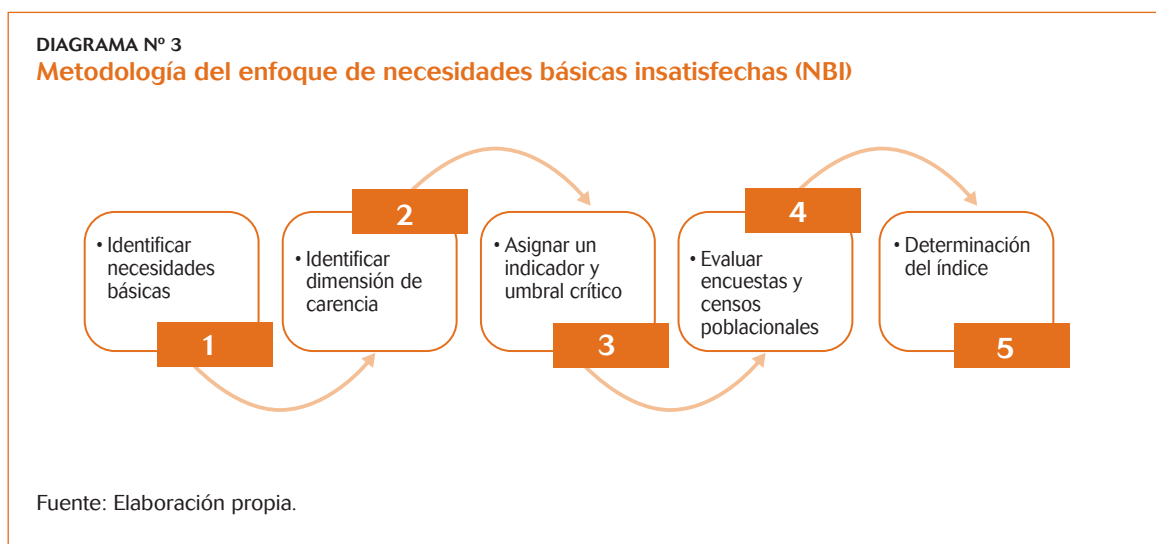 DIAGRAMA Nº 3
Metodología del enfoque de necesidades básicas insatisfechas (NBI)
• Identificar
necesidades
básicas
1
2
• Identificar
dimensión de
carencia
• Asignar un
indicador y
umbral crítico
3
4
• Evaluar
encuestas y
censos
poblacionales
• Determinación
del índice
5
Fuente: Elaboración propia.